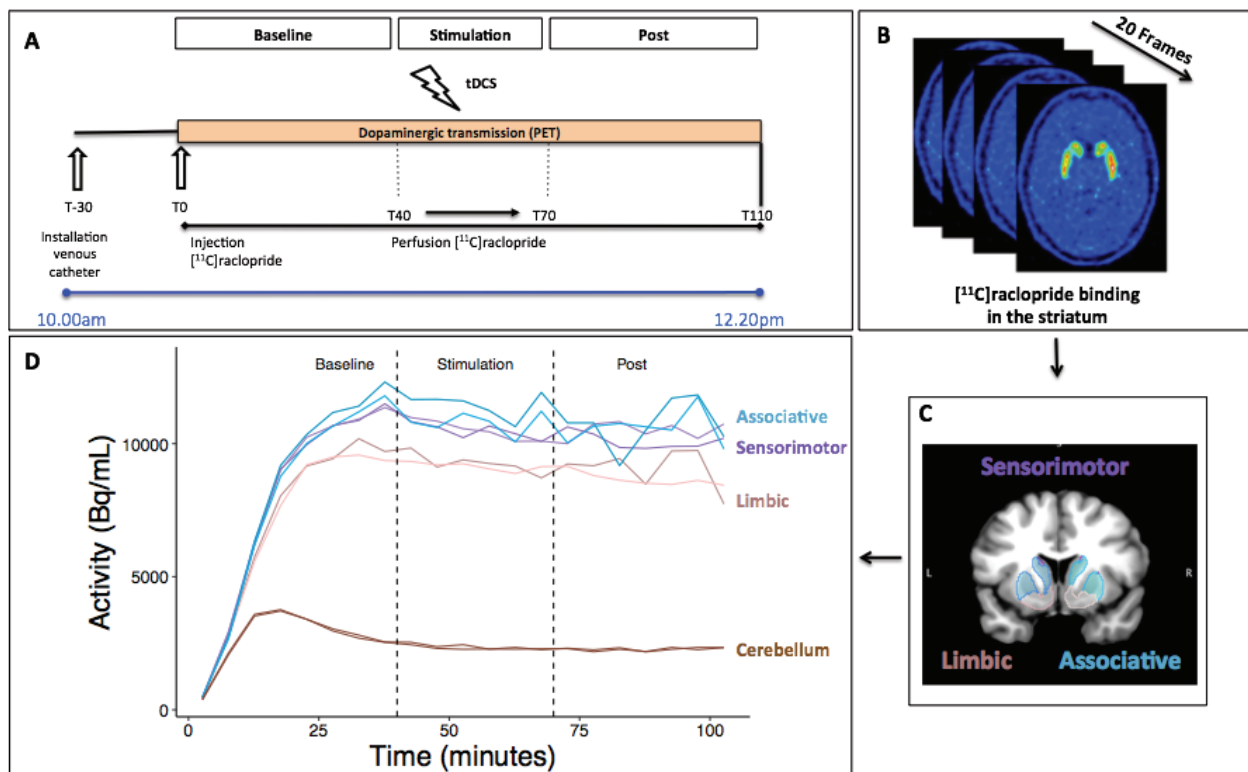 A
Baseline
Stimulation
Post
tDCS
Dopaminergic transmission (PET)
T-30
T0
T40
T70
T110
Installation
venous
catheter
Injection
[¹¹C]raclopride
Perfusion [¹¹C]raclopride
10.00am
12.20pm
B
20 Frames
[¹¹C]raclopride binding
in the striatum
C
Sensorimotor
L
R
Limbic
Associative
D
Baseline
Stimulation
Post
Associative
Sensorimotor
Limbic
Cerebellum
Activity (Bq/mL)
10000
5000
0
0
25
50
75
100
Time (minutes)